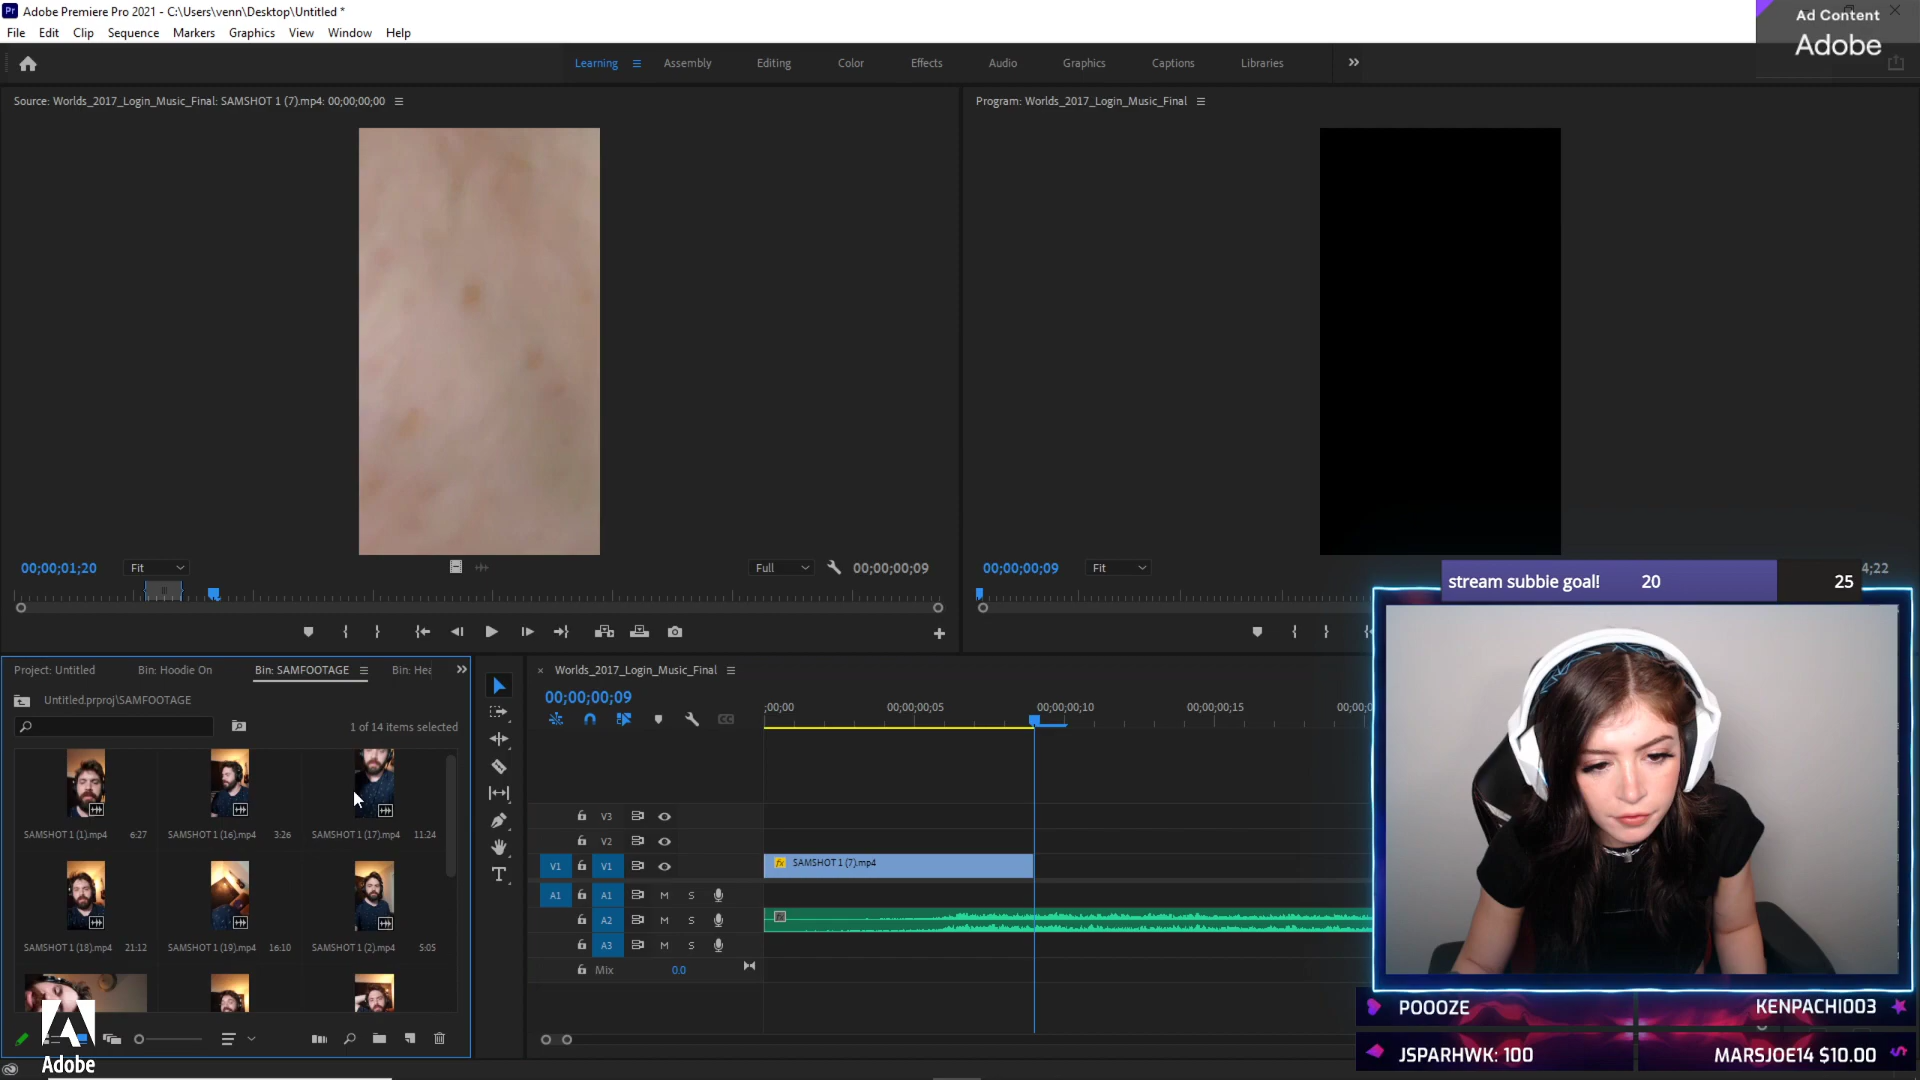 Pr Adobe Premiere Pro 2021 - C:\Users\venn\Desktop\Untitled *
File Edit Clip Sequence Markers Graphics View Window Help
Ad Content
Adobe
Learning Assembly Editing Color Effects Audio Graphics Captions Libraries
Source: Worlds_2017_Login_Music_Final: SAMSHOT 1 (7).mp4: 00;00;00;00
Program: Worlds_2017_Login_Music_Final
00;00;01;20 Fit Full 00;00;00;09
00;00;00;09 Fit 4;22
stream subbie goal! 20 25
Project: Untitled Bin: Hoodie On Bin: SAMFOOTAGE Bin: Hea
Untitled.prproj\SAMFOOTAGE
1 of 14 items selected
SAMSHOT 1 (1).mp4 6:27 SAMSHOT 1 (16).mp4 3:26 SAMSHOT 1 (17).mp4 11:24
SAMSHOT 1 (18).mp4 21:12 SAMSHOT 1 (19).mp4 16:10 SAMSHOT 1 (2).mp4 5:05
Adobe
× Worlds_2017_Login_Music_Final
00;00;00;09
;00;00 00;00;00;05 00;00;00;10 00;00;00;15 00;00;0
V3
V2
V1 V1 fx SAMSHOT 1 (7).mp4
A1 A1 M S
A2 M S fx
A3 M S
Mix 0.0
POOOZE KENPACHI003
JSPARHWK: 100 MARSJOE14 $10.00